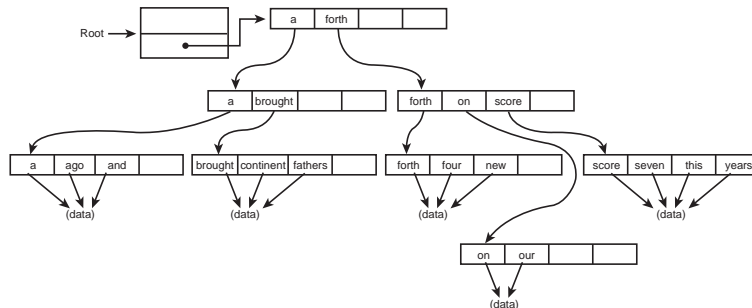 a forth
Root
a brought
forth on score
a ago and
brought continent fathers
forth four new
score seven this years
(data)
(data)
(data)
(data)
on our
(data)